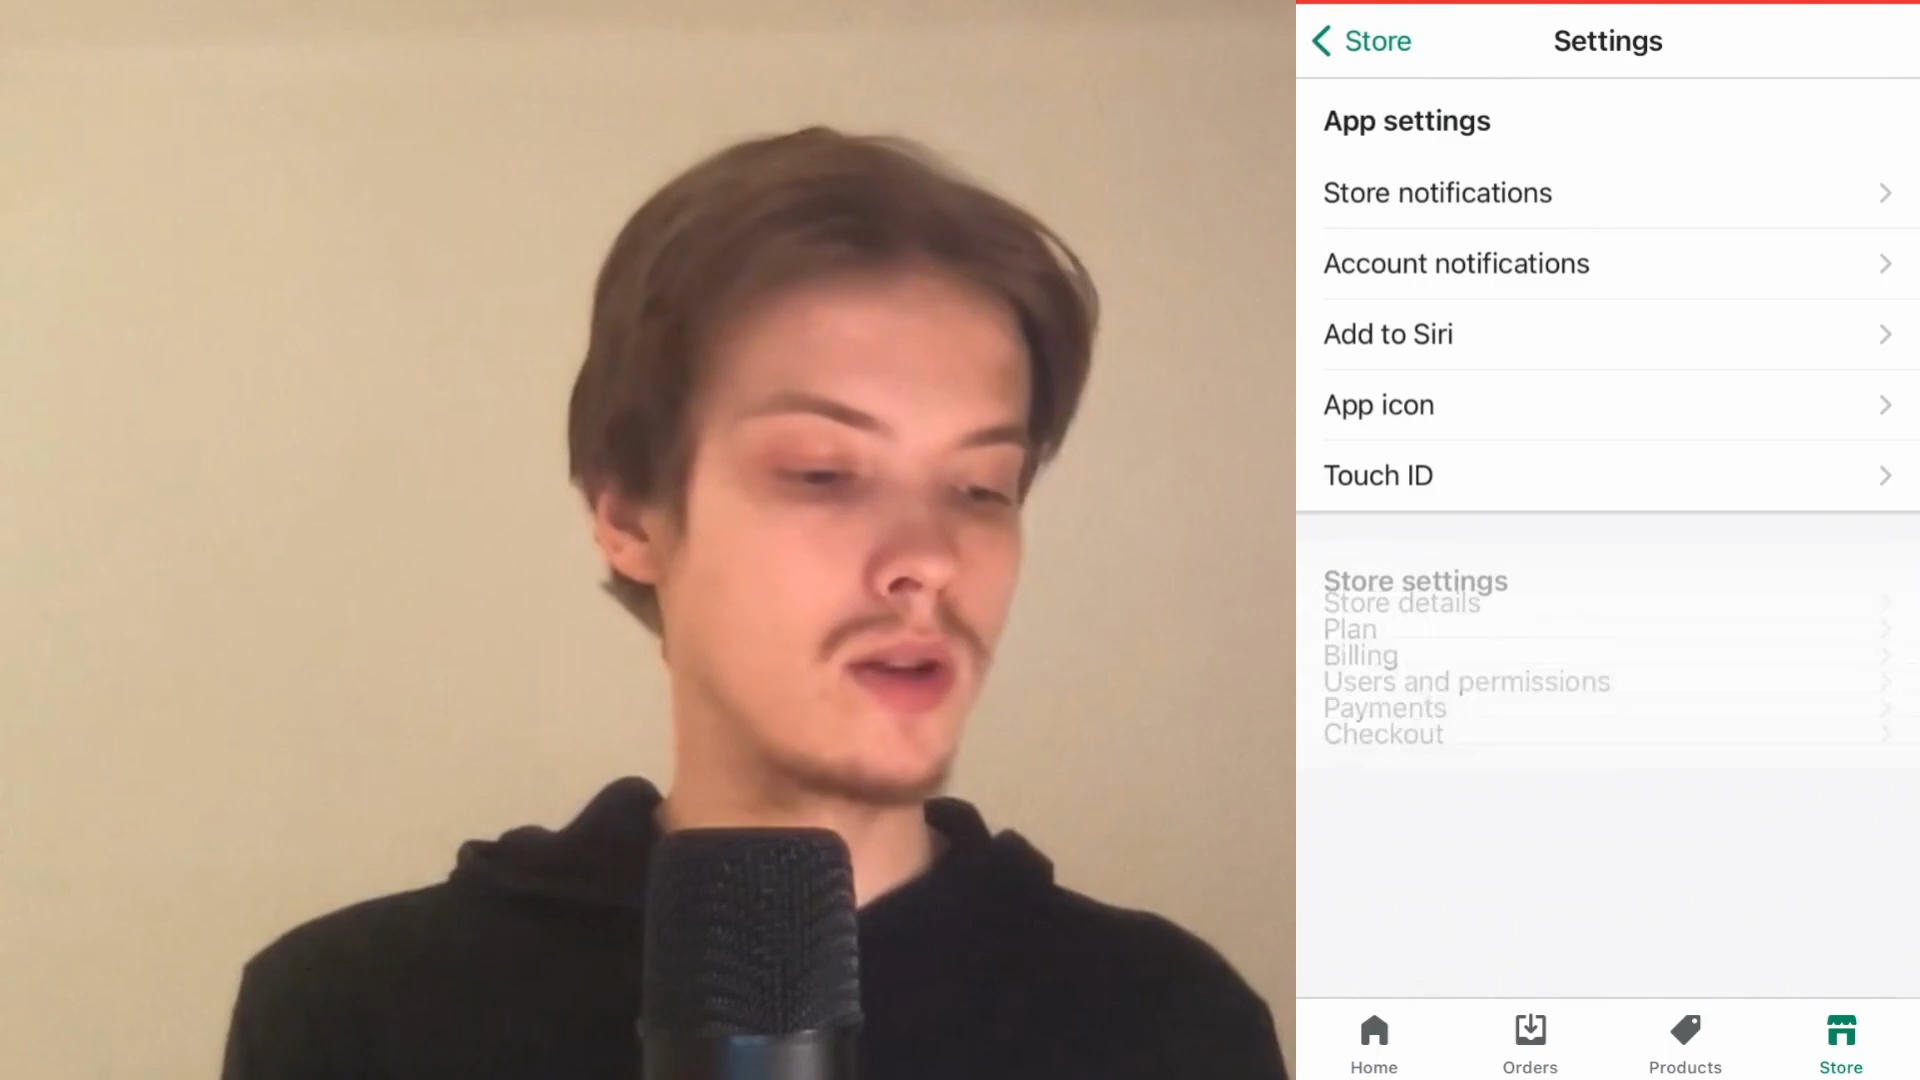 Store
Settings
App settings
Store notifications
Account notifications
Add to Siri
App icon
Touch ID
Store settings
Store details
Plan
Billing
Users and permissions
Payments
Checkout
Home
Orders
Products
Store